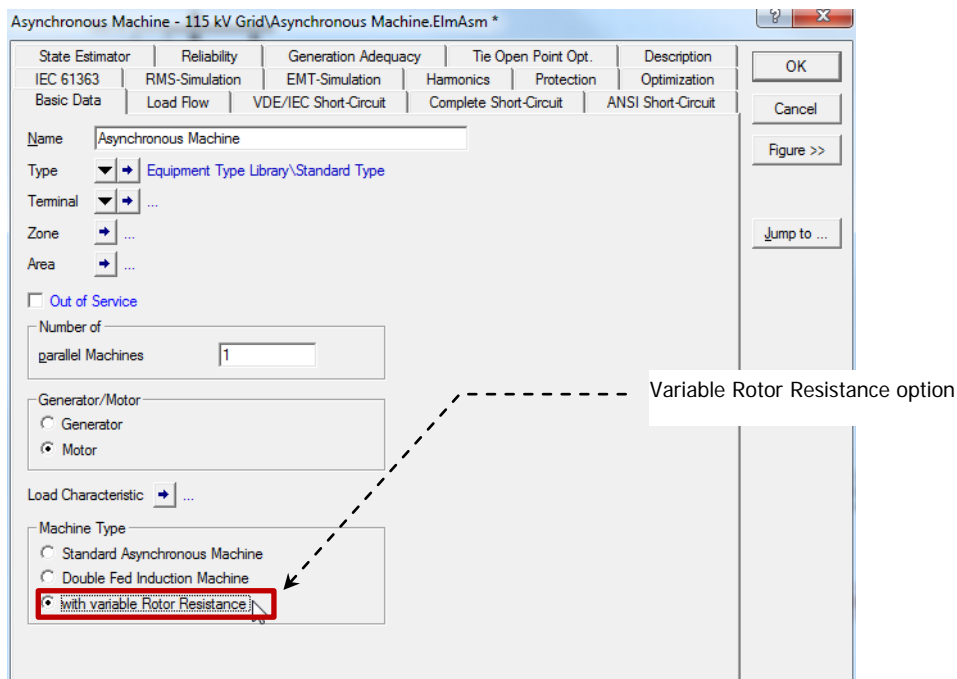 Asynchronous Machine - 115 kV Grid\Asynchronous Machine.ElmAsm *
? X
State Estimator Reliability Generation Adequacy Tie Open Point Opt. Description
IEC 61363 RMS-Simulation EMT-Simulation Harmonics Protection Optimization
Basic Data Load Flow VDE/IEC Short-Circuit Complete Short-Circuit ANSI Short-Circuit
OK
Cancel
Figure >>
Jump to ...
Name Asynchronous Machine
Type Equipment Type Library\Standard Type
Terminal ...
Zone ...
Area ...
Out of Service
Number of
parallel Machines 1
Generator/Motor
Generator
Motor
Variable Rotor Resistance option
Load Characteristic ...
Machine Type
Standard Asynchronous Machine
Double Fed Induction Machine
with variable Rotor Resistance